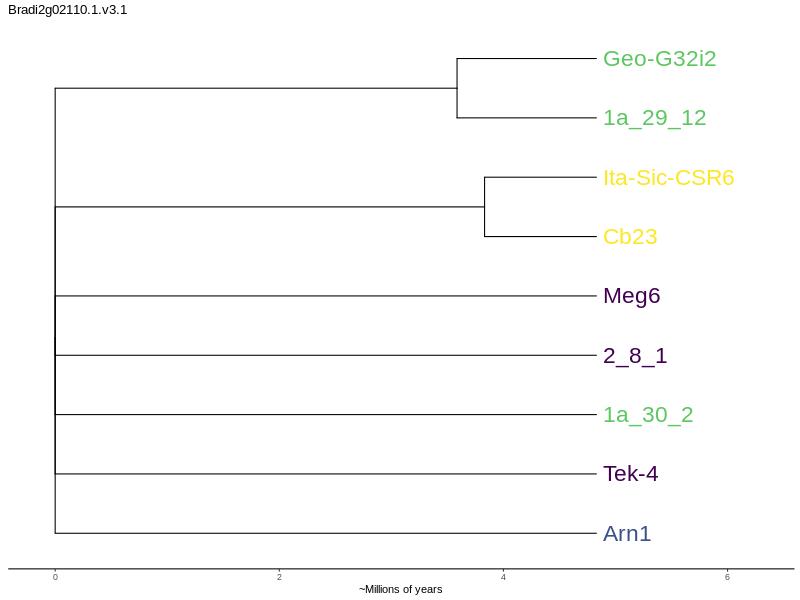 Bradi2g02110.1.v3.1
Geo-G32i2
1a_29_12
Ita-Sic-CSR6
Cb23
Meg6
2_8_1
1a_30_2
Tek-4
Arn1
0 2 4 6
~Millions of years